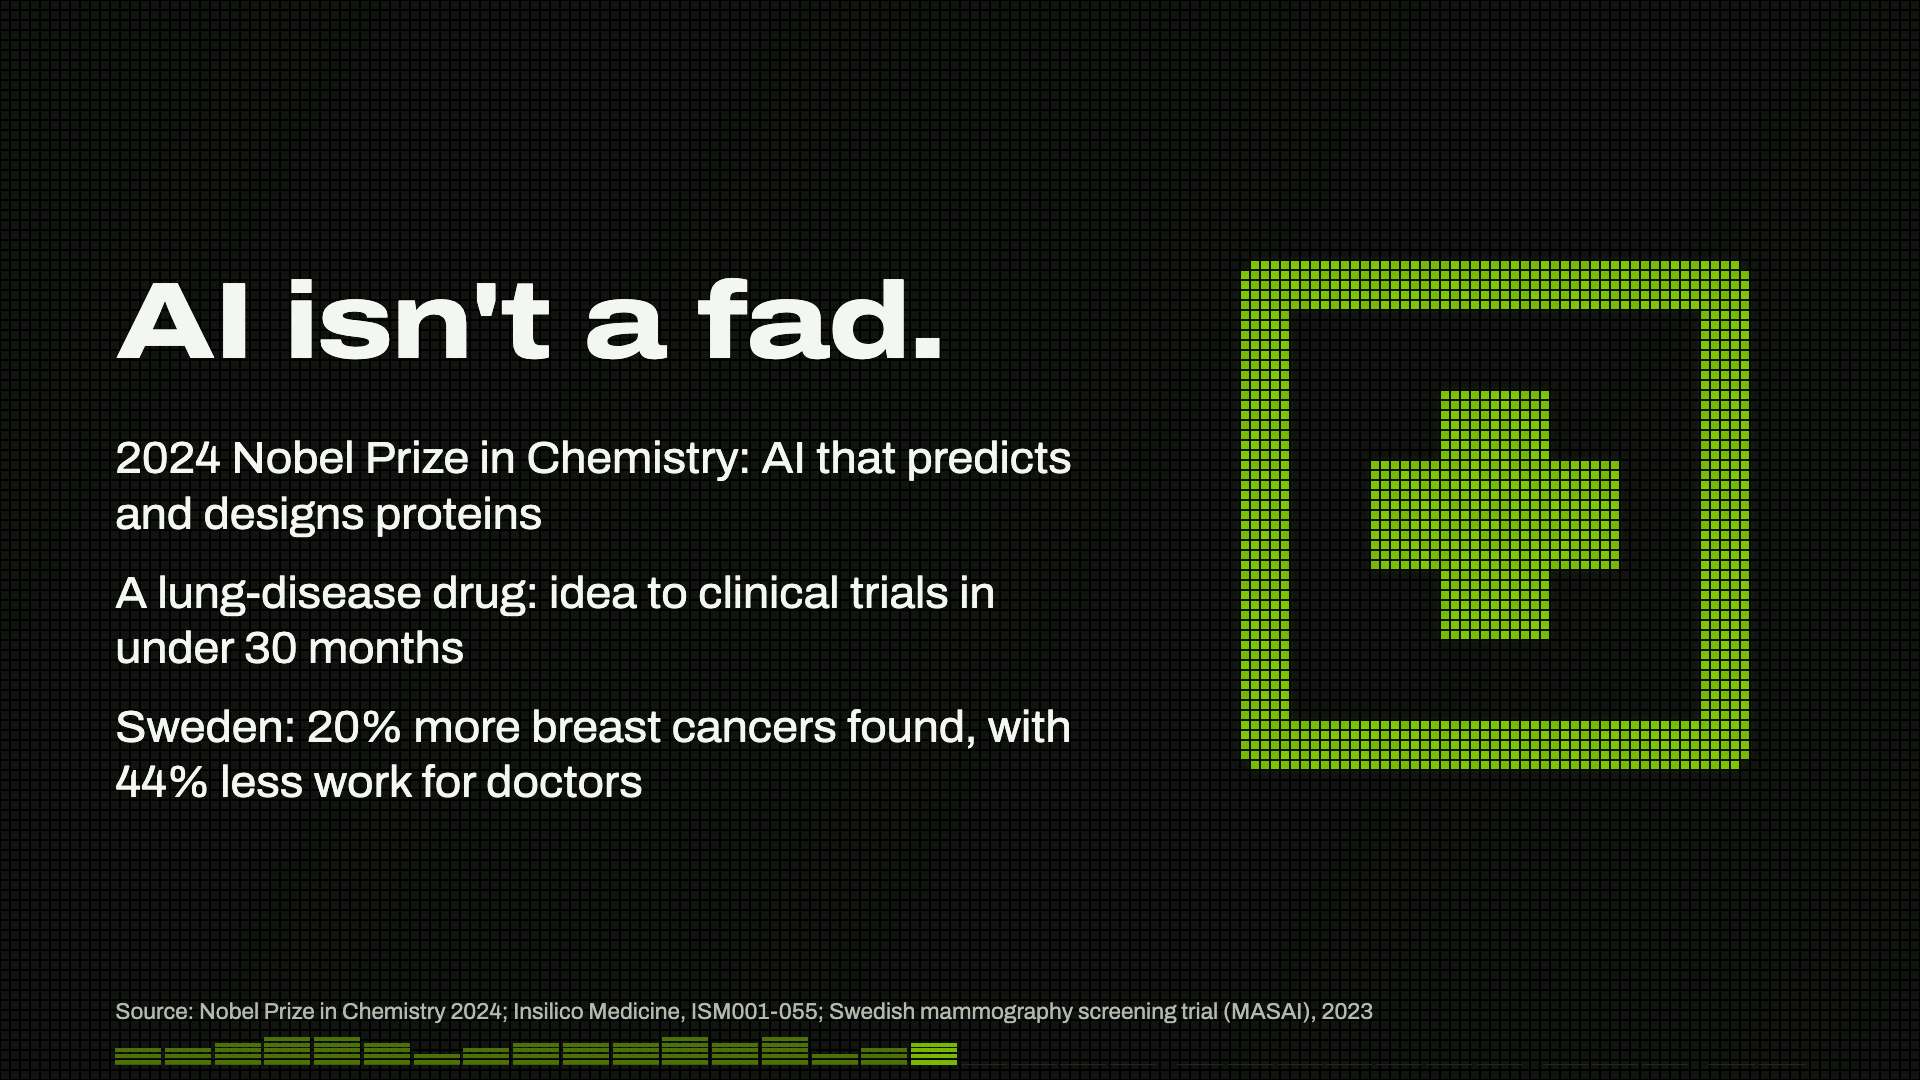 AI isn't a fad.
2024 Nobel Prize in Chemistry: AI that predicts
and designs proteins
A lung-disease drug: idea to clinical trials in
under 30 months
Sweden: 20% more breast cancers found, with
44% less work for doctors
Source: Nobel Prize in Chemistry 2024; Insilico Medicine, ISM001-055; Swedish mammography screening trial (MASAI), 2023